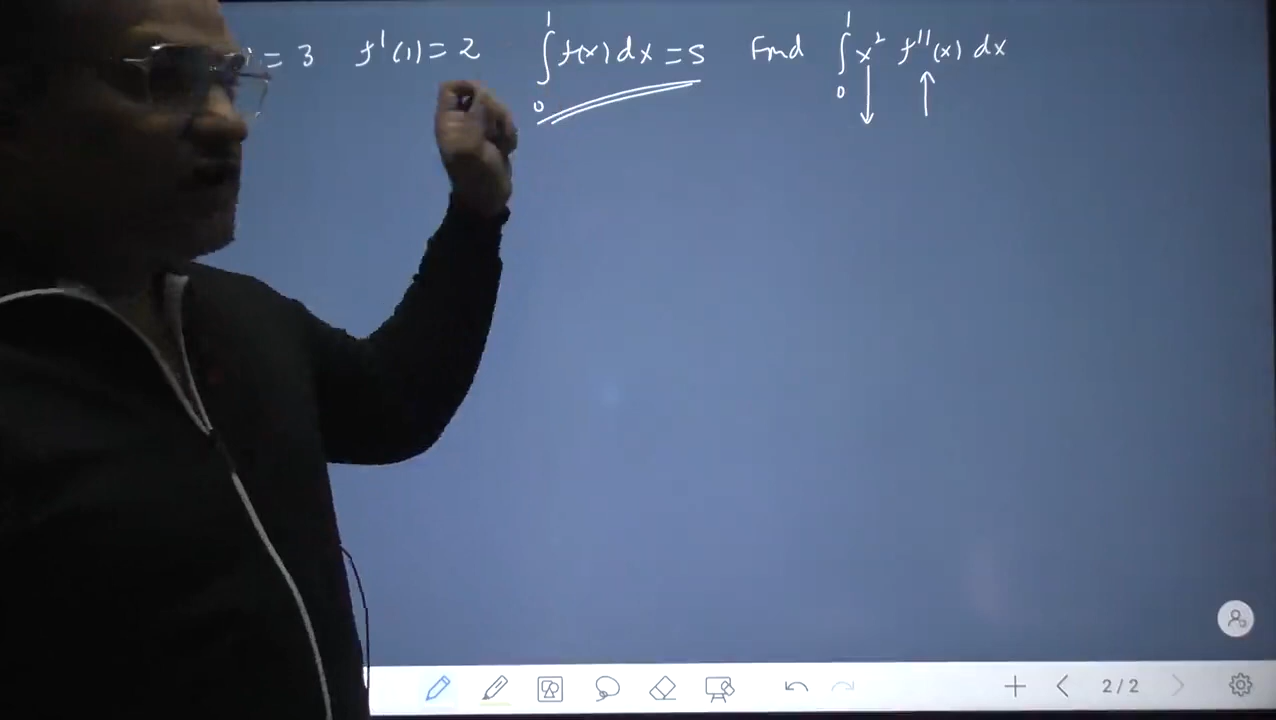 = 3 f'(1) = 2 ∫₀¹ f(x) dx = 5 Find ∫₀¹ x² f''(x) dx
2/2